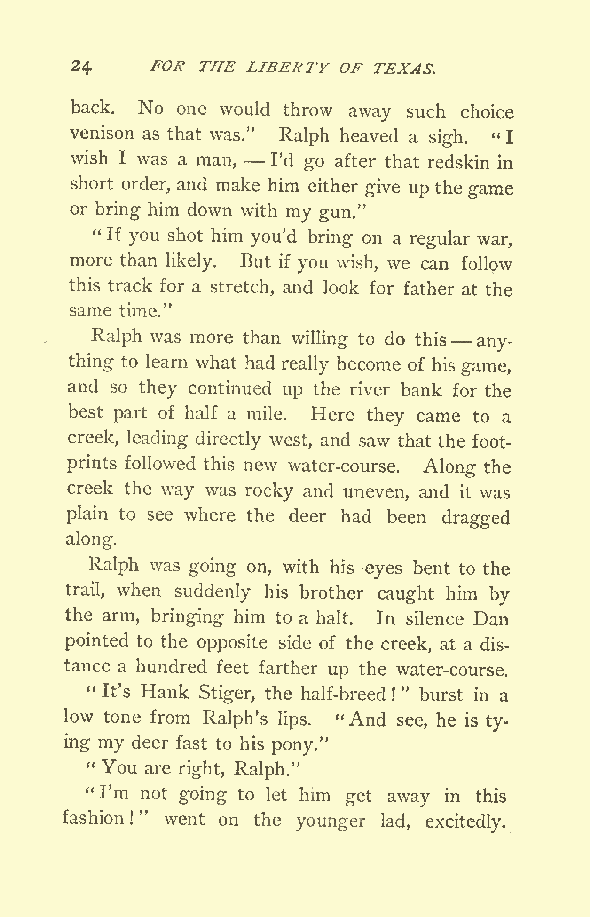 24 FOR THE LIBERTY OF TEXAS.
back. No one would throw away such choice
venison as that was." Ralph heaved a sigh. "I
wish I was a man, — I'd go after that redskin in
short order, and make him either give up the game
or bring him down with my gun."
"If you shot him you'd bring on a regular war,
more than likely. But if you wish, we can follow
this track for a stretch, and look for father at the
same time."
Ralph was more than willing to do this — any-
thing to learn what had really become of his game,
and so they continued up the river bank for the
best part of half a mile. Here they came to a
creek, leading directly west, and saw that the foot-
prints followed this new water-course. Along the
creek the way was rocky and uneven, and it was
plain to see where the deer had been dragged
along.
Ralph was going on, with his eyes bent to the
trail, when suddenly his brother caught him by
the arm, bringing him to a halt. In silence Dan
pointed to the opposite side of the creek, at a dis-
tance a hundred feet farther up the water-course.
"It's Hank Stiger, the half-breed!" burst in a
low tone from Ralph's lips. "And see, he is ty-
ing my deer fast to his pony."
"You are right, Ralph."
"I'm not going to let him get away in this
fashion!" went on the younger lad, excitedly.